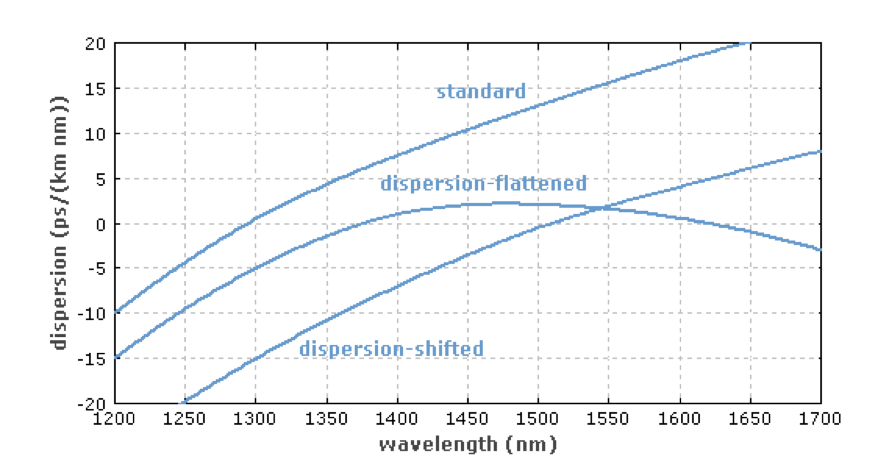 20
15
10
5
0
-5
-10
-15
-20
dispersion (ps/(km nm))
standard
dispersion-flattened
dispersion-shifted
1200 1250 1300 1350 1400 1450 1500 1550 1600 1650 1700
wavelength (nm)